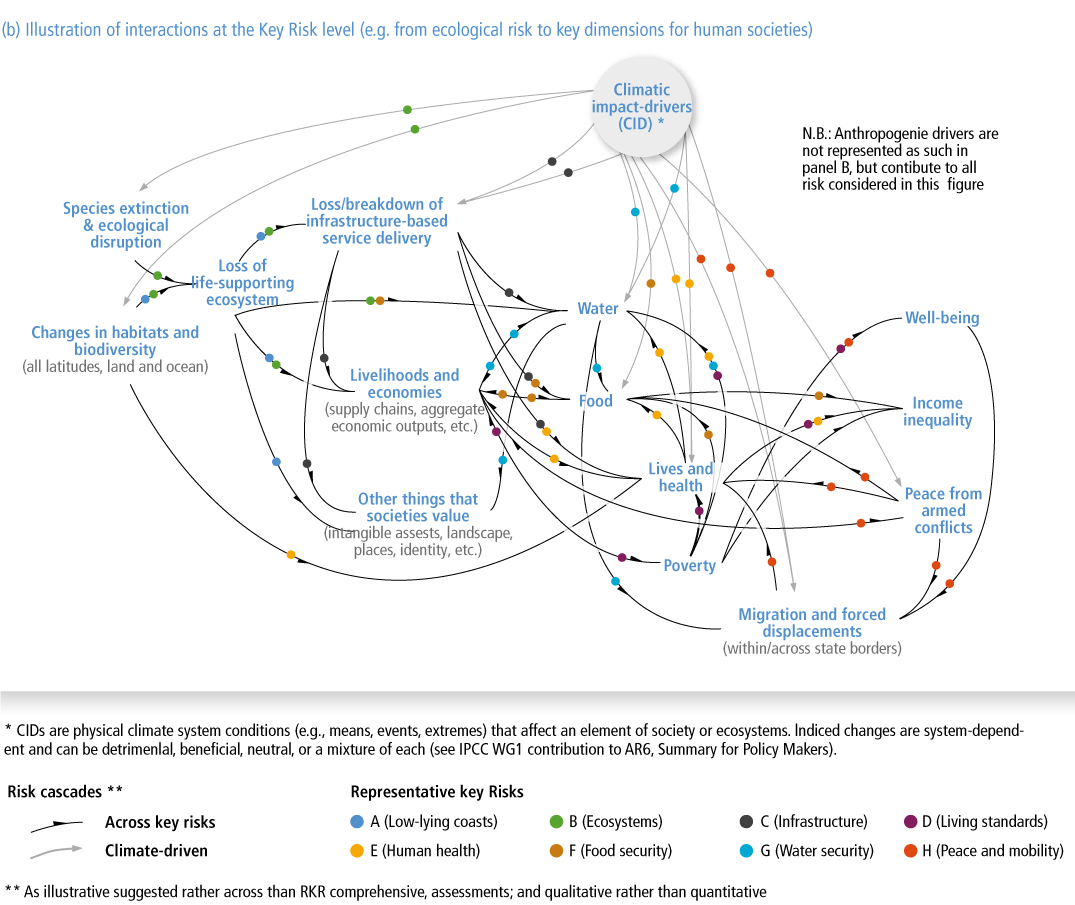 (b) Illustration of interactions at the Key Risk level (e.g. from ecological risk to key dimensions for human societies)
Climatic
impact-drivers
(CID) *
N.B.: Anthropogenie drivers are
not represented as such in
panel B, but contibute to all
risk considered in this figure
Species extinction
& ecological
disruption
Loss/breakdown of
infrastructure-based
service delivery
Loss of
life-supporting
ecosystem
Changes in habitats and
biodiversity
(all latitudes, land and ocean)
Water
Well-being
Livelihoods and
economies
(supply chains, aggregate
economic outputs, etc.)
Food
Income
inequality
Lives and
health
Other things that
societies value
(intangible assests, landscape,
places, identity, etc.)
Peace from
armed
conflicts
Poverty
Migration and forced
displacements
(within/across state borders)
* CIDs are physical climate system conditions (e.g., means, events, extremes) that affect an element of society or ecosystems. Indiced changes are system-depend-
ent and can be detrimenlal, beneficial, neutral, or a mixture of each (see IPCC WG1 contribution to AR6, Summary for Policy Makers).
Risk cascades **
Across key risks
Climate-driven
Representative key Risks
A (Low-lying coasts)
B (Ecosystems)
C (Infrastructure)
D (Living standards)
E (Human health)
F (Food security)
G (Water security)
H (Peace and mobility)
** As illustrative suggested rather across than RKR comprehensive, assessments; and qualitative rather than quantitative